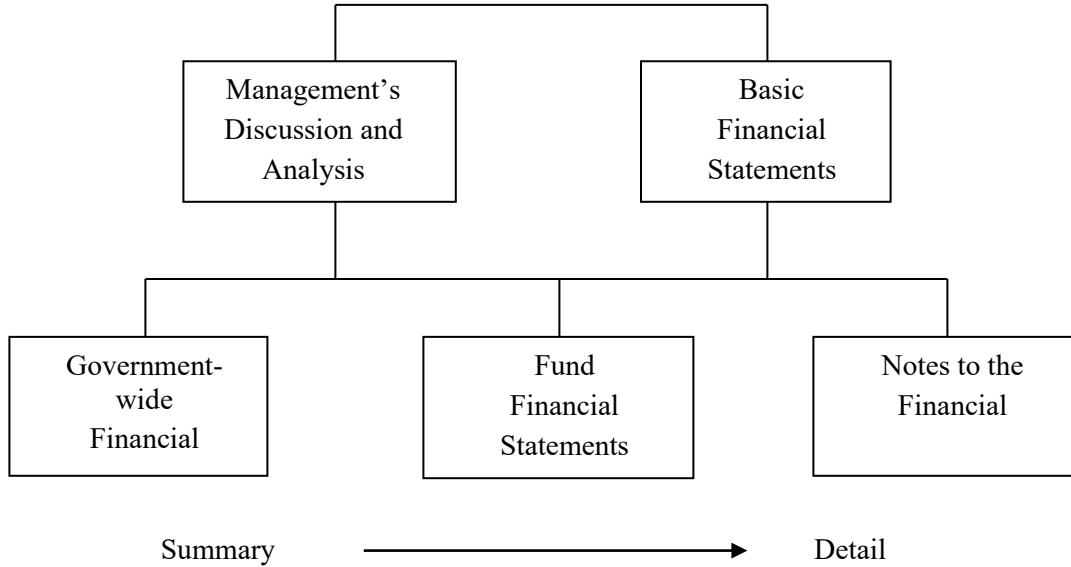 Management’s
Discussion and
Analysis
Basic
Financial
Statements
Government-
wide
Financial
Fund
Financial
Statements
Notes to the
Financial
Summary
Detail